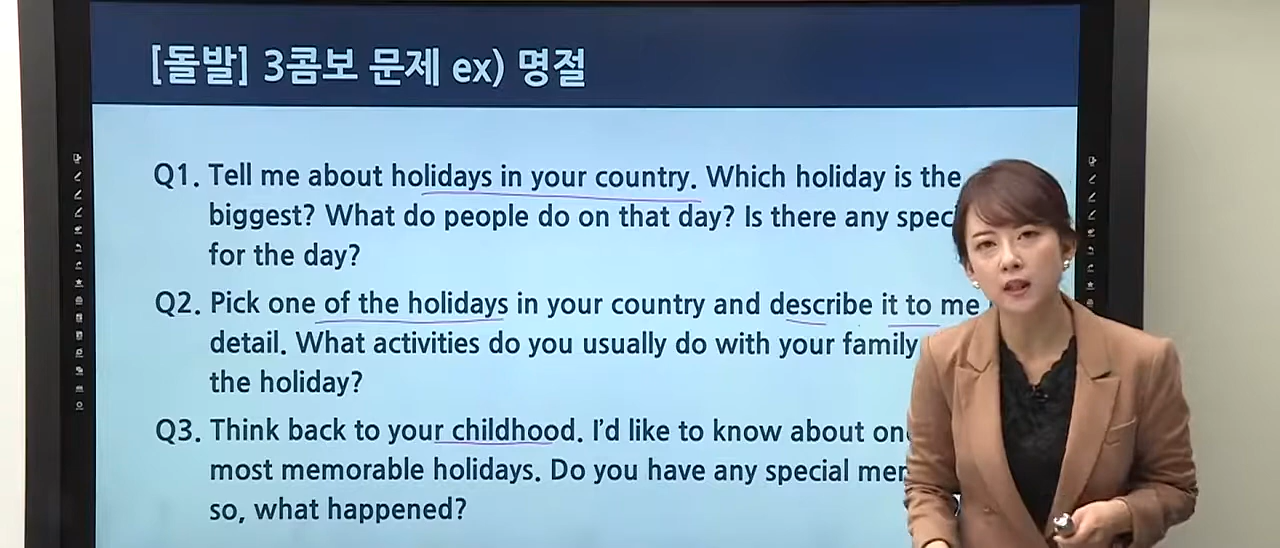 [돌발] 3콤보 문제 ex) 명절
Q1. Tell me about holidays in your country. Which holiday is the
biggest? What do people do on that day? Is there any
for the day?
Q2. Pick one of the holidays in your country and describe it to me
detail. What activities do you usually do with your family
the holiday?
Q3. Think back to your childhood. I'd like to know about
most memorable holidays. Do you have any special
so, what happened?